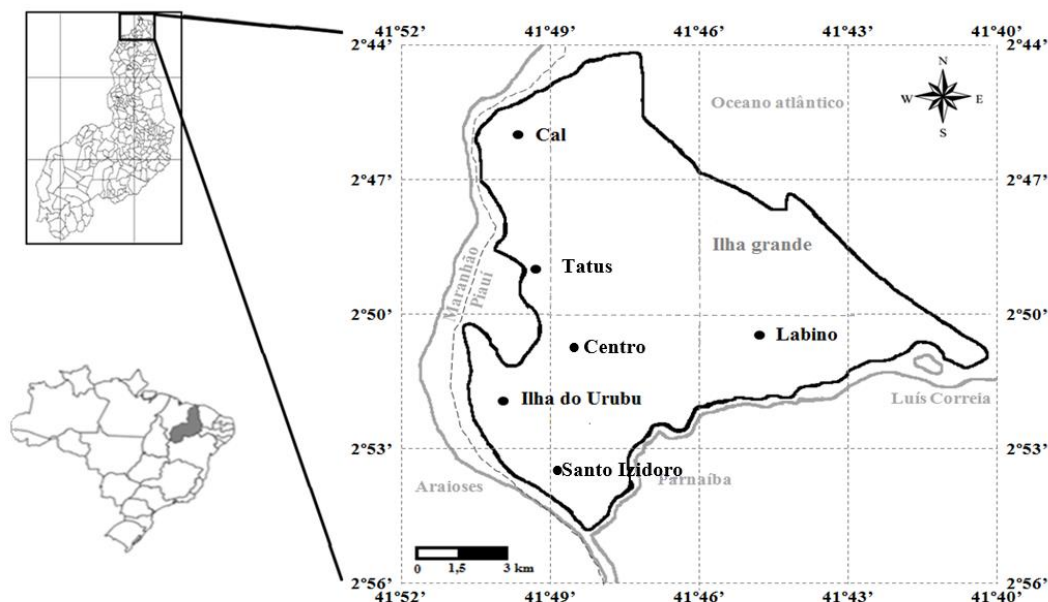 41°52' 41°49' 41°46' 41°43' 41°40'
2°44' 2°44'
Oceano atlântico
N
W E
S
Cal
2°47' 2°47'
Ilha grande
Maranhão
Piauí
Tatus
2°50' 2°50'
Labino
Centro
Luís Correia
Ilha do Urubu
2°53' 2°53'
Santo Izidoro
Parnaíba
Araioses
0 1,5 3 km
2°56' 2°56'
41°52' 41°49' 41°46' 41°43' 41°40'